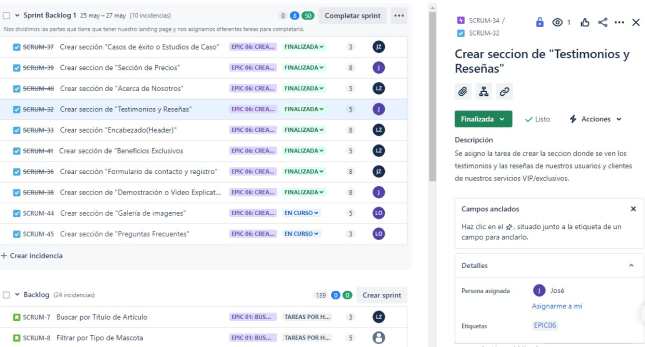 Sprint Backlog 1 25 may – 27 may (10 incidencias) 0 8 50 Completar sprint •••
Nos dividimos las partes que tiene que tener nuestro landing page y nos asignamos diferentes tareas para completarlo.
SCRUM-37 Crear sección "Casos de éxito o Estudios de Caso" EPIC 06: CREA... FINALIZADA 3 JZ
SCRUM-39 Crear seccion de "Sección de Precios" EPIC 06: CREA... FINALIZADA 8 J
SCRUM-40 Crear seccion de "Acerca de Nosotros" EPIC 06: CREA... FINALIZADA 5 LZ
SCRUM-32 Crear seccion de "Testimonios y Reseñas" EPIC 06: CREA... FINALIZADA 5 J
SCRUM-33 Crear sección "Encabezado(Header)" EPIC 06: CREA... FINALIZADA 8 LZ
SCRUM-41 Crear sección de "Beneficios Exclusivos EPIC 06: CREA... FINALIZADA 5 LZ
SCRUM-36 Crear sección "Formulario de contacto y registro" EPIC 06: CREA... FINALIZADA 8 JZ
SCRUM-38 Crear seccion de "Demostración o Video Explicat... EPIC 06: CREA... FINALIZADA 8 J
SCRUM-44 Crear sección de "Galería de imagenes" EPIC 06: CREA... EN CURSO 5 LO
SCRUM-45 Crear sección de "Preguntas Frecuentes" EPIC 06: CREA... EN CURSO 3 LO
+ Crear incidencia
Backlog (24 incidencias) 139 0 0 Crear sprint
SCRUM-7 Buscar por Título de Artículo EPIC 01: BUS... TAREAS POR H... 3 LZ
SCRUM-8 Filtrar por Tipo de Mascota EPIC 01: BUS... TAREAS POR H... 5
SCRUM-34 /
SCRUM-32
1 •••
Crear seccion de "Testimonios y
Reseñas"
Finalizada Listo Acciones
Descripción
Se asigno la tarea de crear la seccion donde se ven los
testimonios y las reseñas de nuestros usuarios y clientes
de nuestros servicios VIP/exclusivos.
Campos anclados
Haz clic en el , situado junto a la etiqueta de un
campo para anclarlo.
Detalles
Persona asignada J José
Asignarme a mí
Etiquetas EPIC06